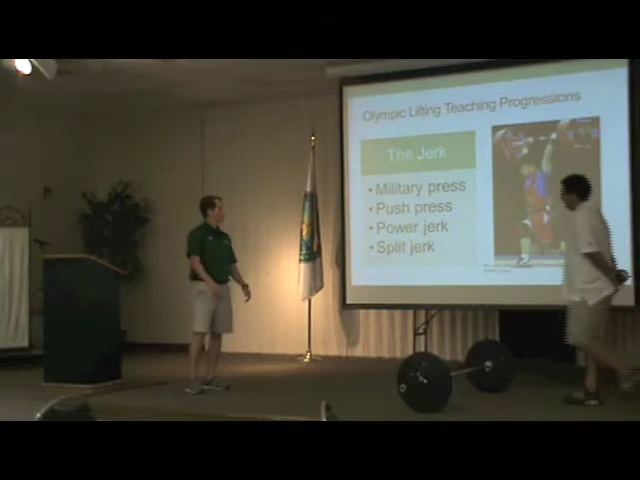 Olympic Lifting Teaching Progressions
The Jerk
• Military press
• Push press
• Power jerk
• Split jerk